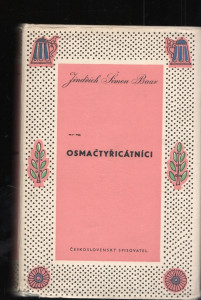 Jindřich Šimon Baar
OSMAČTYŘICÁTNÍCI
ČESKOSLOVENSKÝ SPISOVATEL